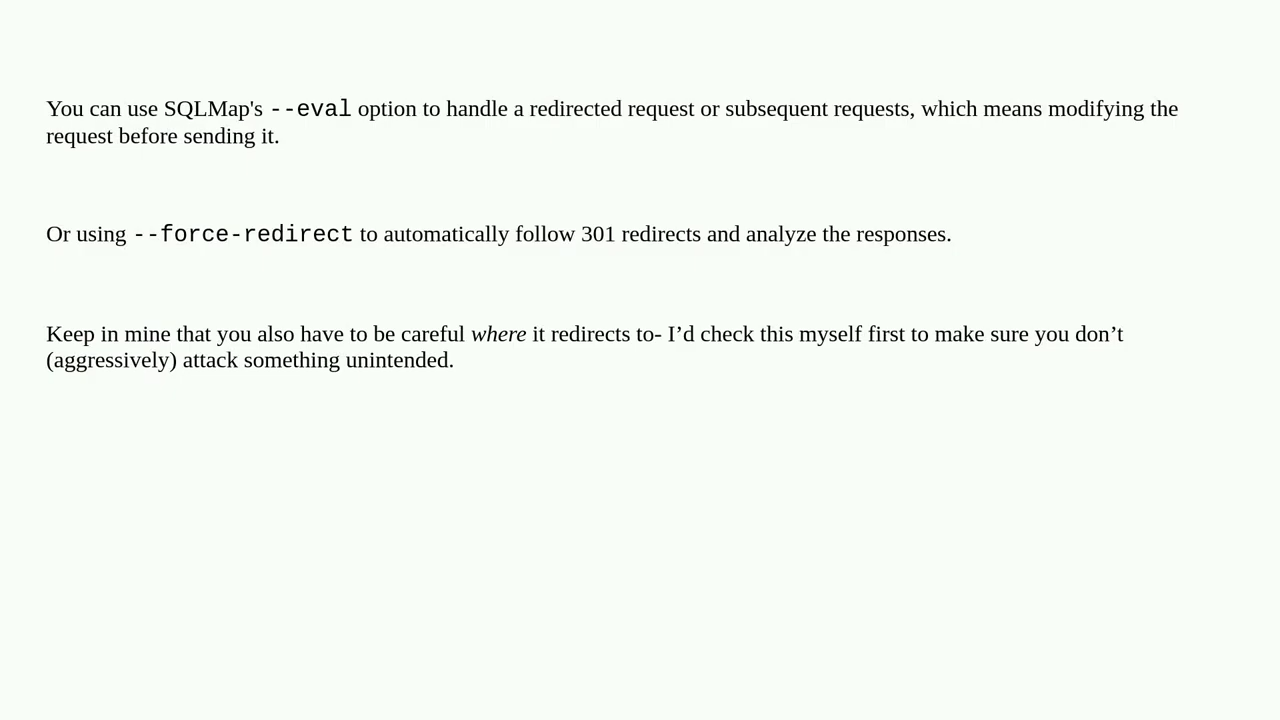 You can use SQLMap's --eval option to handle a redirected request or subsequent requests, which means modifying the
request before sending it.
Or using --force-redirect to automatically follow 301 redirects and analyze the responses.
Keep in mine that you also have to be careful where it redirects to- I’d check this myself first to make sure you don’t
(aggressively) attack something unintended.